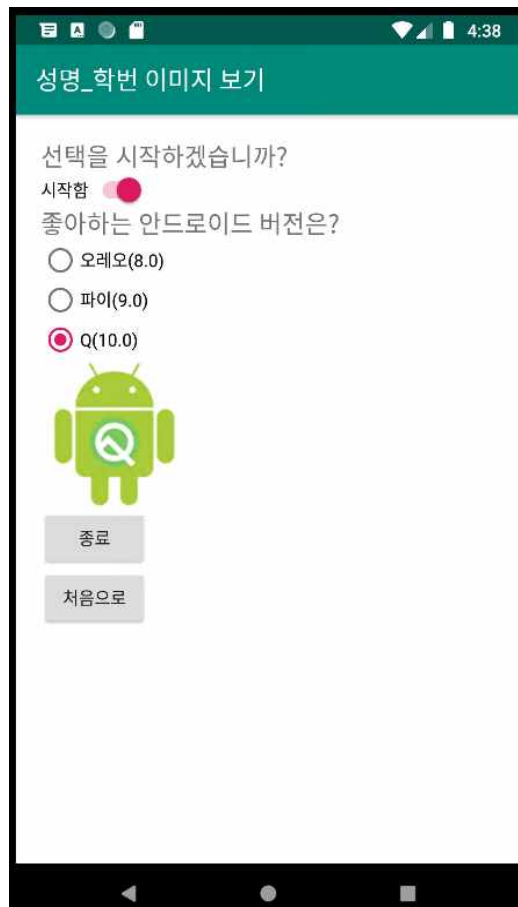 4:38
성명_학번 이미지 보기
선택을 시작하겠습니까?
시작함
좋아하는 안드로이드 버전은?
오레오(8.0)
파이(9.0)
Q(10.0)
Q
종료
처음으로